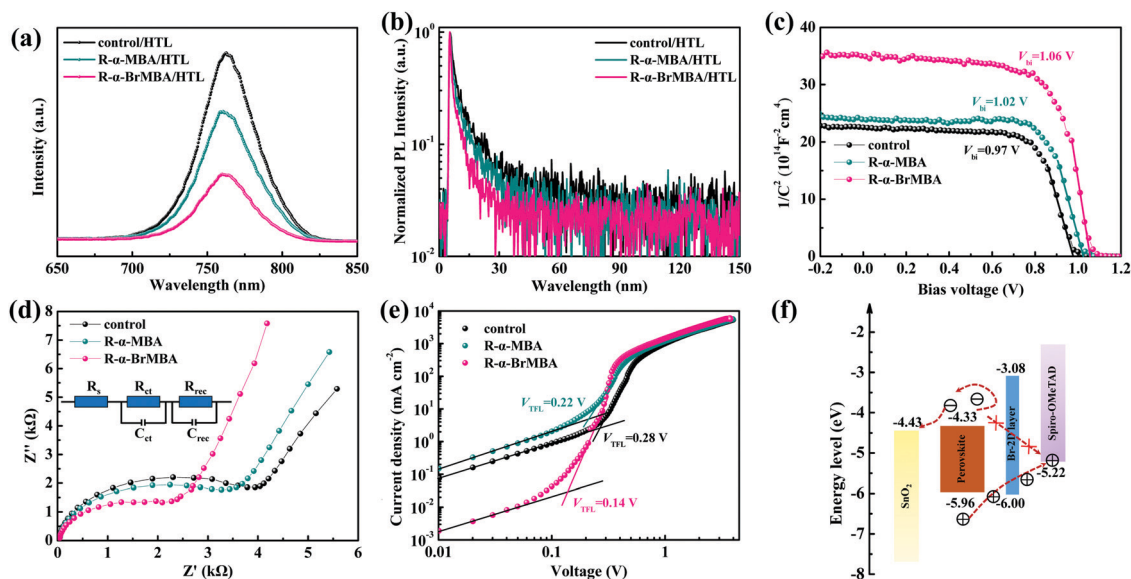 (a)
control/HTL
R-α-MBA/HTL
R-α-BrMBA/HTL
Intensity (a.u.)
650 700 750 800 850
Wavelength (nm)
(b)
control/HTL
R-α-MBA/HTL
R-α-BrMBA/HTL
Normalized PL Intensity (a.u.)
10^0
10^-1
10^-2
0 30 60 90 120 150
Wavelength (nm)
(c)
V_bi=1.06 V
V_bi=1.02 V
V_bi=0.97 V
control
R-α-MBA
R-α-BrMBA
1/C^2 (10^14 F^-2 cm^4)
40
30
20
10
0
-0.2 0.0 0.2 0.4 0.6 0.8 1.0 1.2
Bias voltage (V)
(d)
control
R-α-MBA
R-α-BrMBA
R_s R_ct R_rec
C_ct C_rec
Z'' (kΩ)
8
7
6
5
4
3
2
1
0
0 1 2 3 4 5 6
Z' (kΩ)
(e)
control
R-α-MBA
R-α-BrMBA
V_TFL=0.22 V
V_TFL=0.28 V
V_TFL=0.14 V
Current density (mA cm^-2)
10^4
10^3
10^2
10^1
10^0
10^-1
10^-2
10^-3
0.01 0.1 1
Voltage (V)
(f)
Energy level (eV)
-2
-3
-4
-5
-6
-7
-8
-4.43
SnO_2
-4.33
Perovskite
-5.96
-3.08
Br-2D layer
-6.00
Spiro-OMeTAD
-5.22